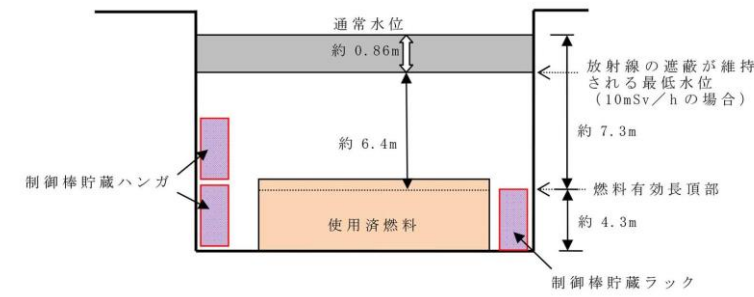 通常水位
約 0.86m
放射線の遮蔽が維持
される最低水位
（10mSv／h の場合）
約 7.3m
約 6.4m
制御棒貯蔵ハンガ
燃料有効長頂部
使用済燃料
約 4.3m
制御棒貯蔵ラック